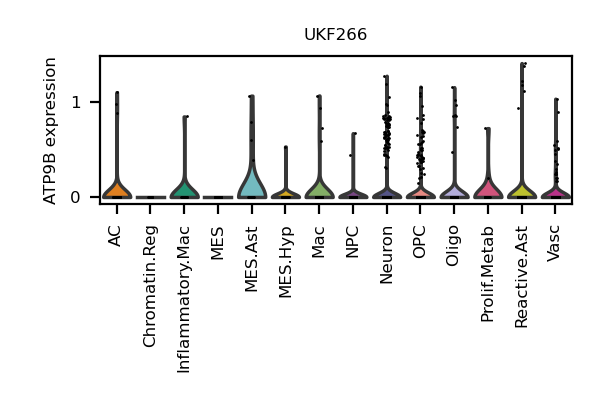 UKF266
ATP9B expression
1
0
AC
Chromatin.Reg
Inflammatory.Mac
MES
MES.Ast
MES.Hyp
Mac
NPC
Neuron
OPC
Oligo
Prolif.Metab
Reactive.Ast
Vasc